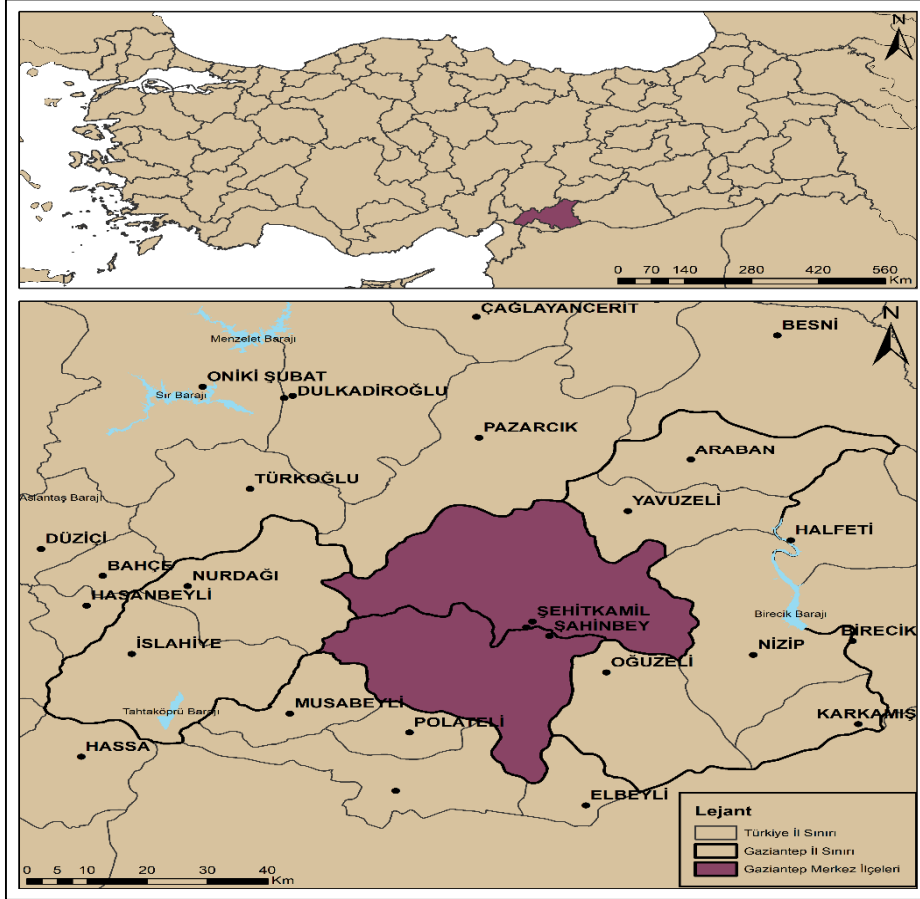 N
0 70 140 280 420 560
Km
ÇAĞLAYANCERİT
N
BESNİ
Menzelet Barajı
ONİKİ ŞUBAT
DULKADİROĞLU
Sır Barajı
PAZARCIK
ARABAN
TÜRKOĞLU
Aslantaş Barajı
YAVUZELİ
HALFETİ
DÜZİÇİ
BAHÇE
NURDAĞI
HASANBEYLİ
ŞEHİTKAMİL
Birecik Barajı
ŞAHİNBEY
BİRECİK
İSLAHİYE
NİZİP
OĞUZELİ
Tahtaköprü Barajı
MUSABEYLİ
KARKAMIŞ
POLATELİ
HASSA
ELBEYLİ
Lejant
Türkiye İl Sınırı
Gaziantep İl Sınırı
Gaziantep Merkez İlçeleri
0 5 10 20 30 40
Km